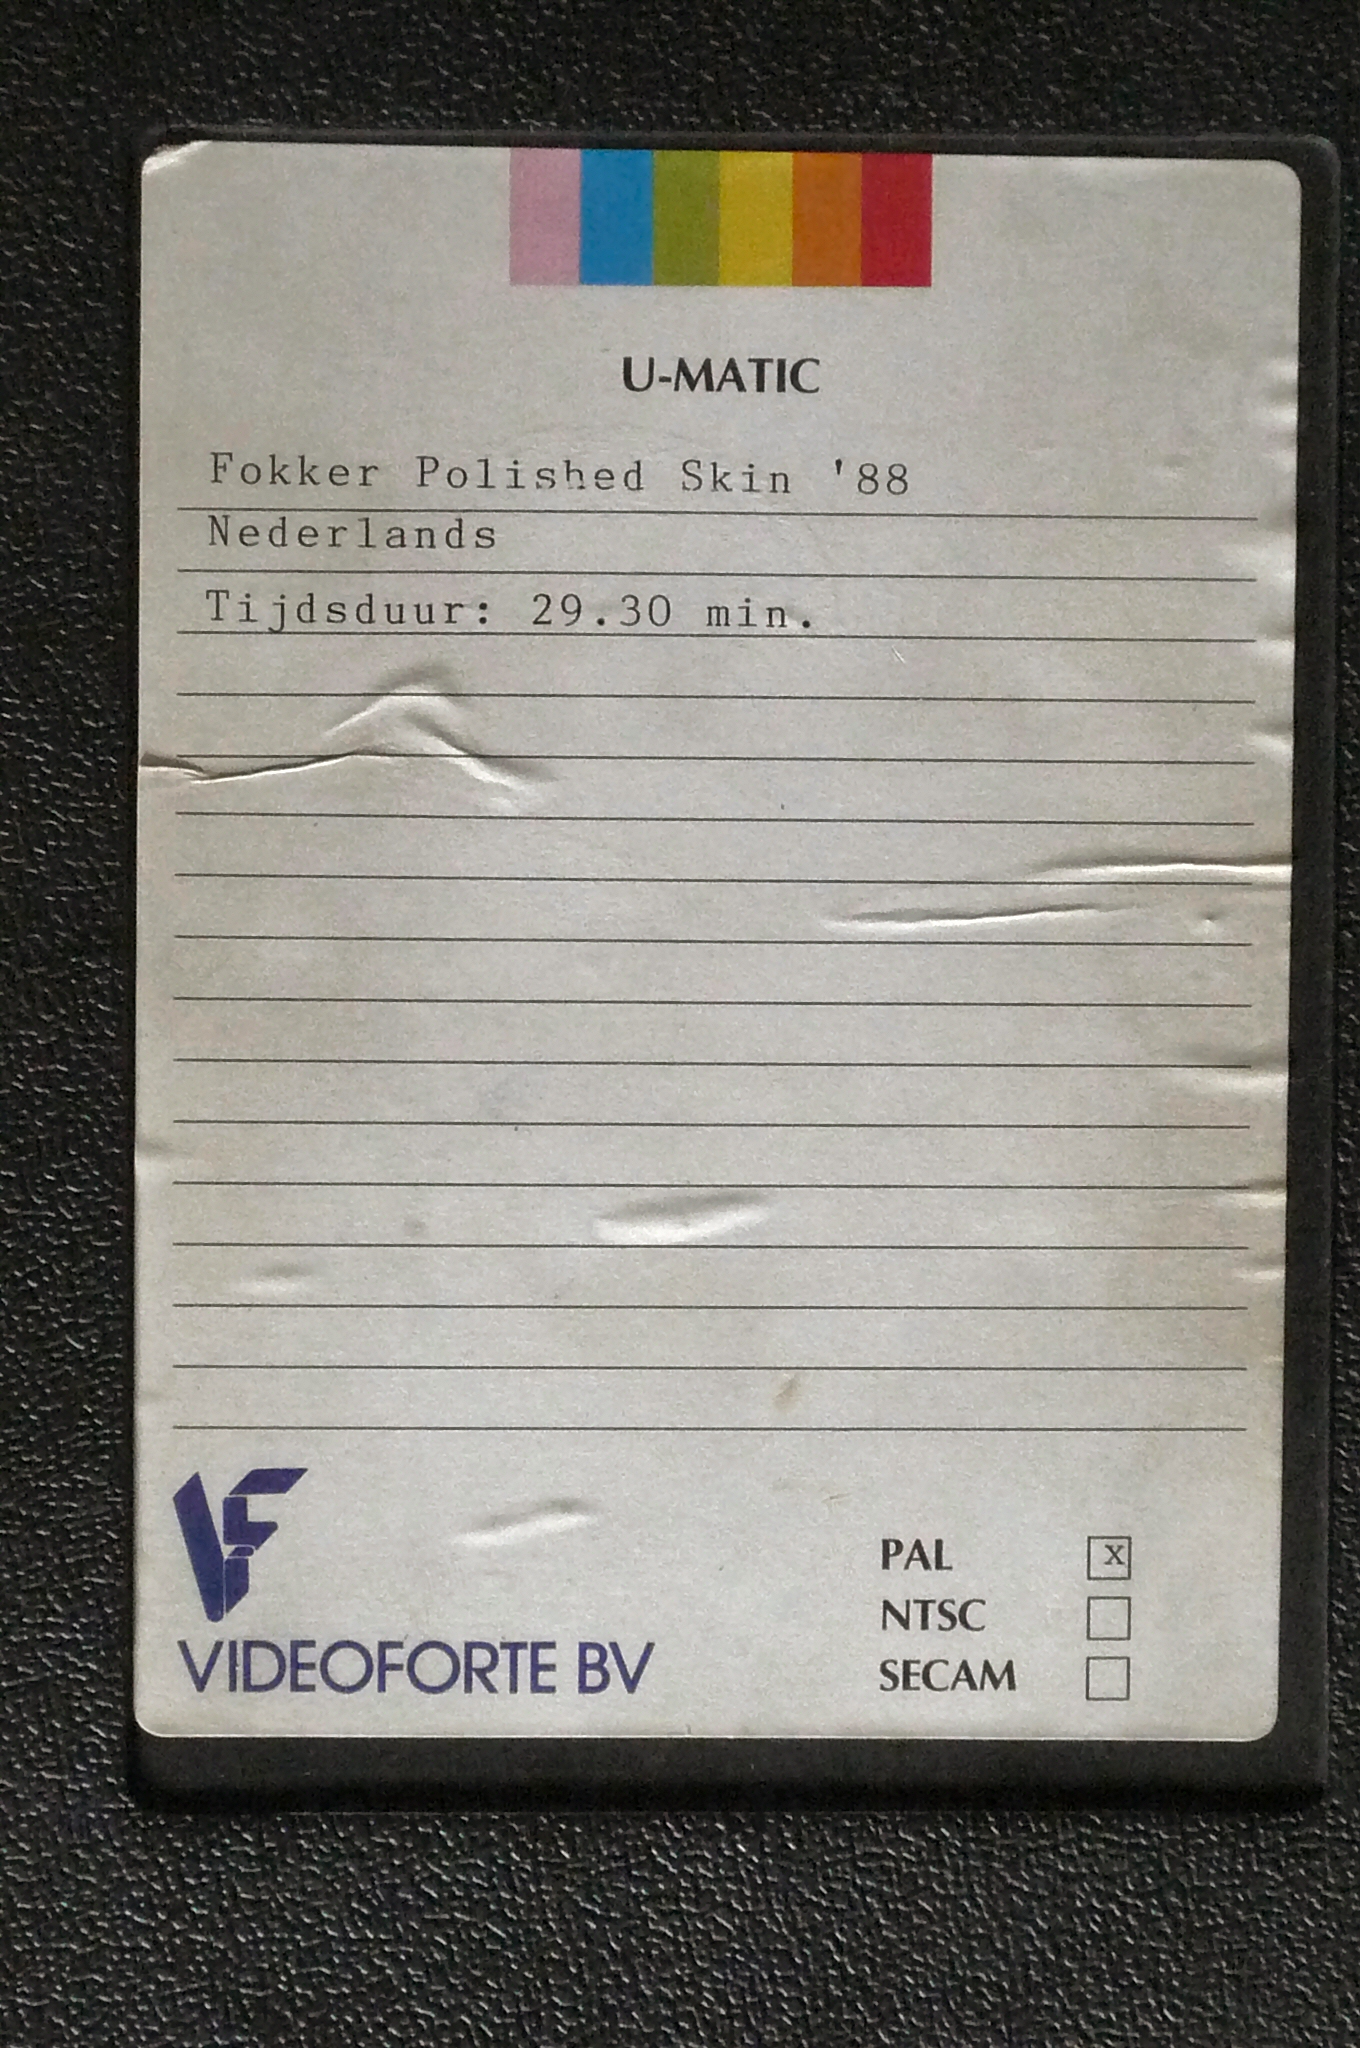 U-MATIC
Fokker Polished Skin '88
Nederlands
Tijdsduur: 29.30 min.
VF
VIDEOFORTE BV
PAL x
NTSC
SECAM